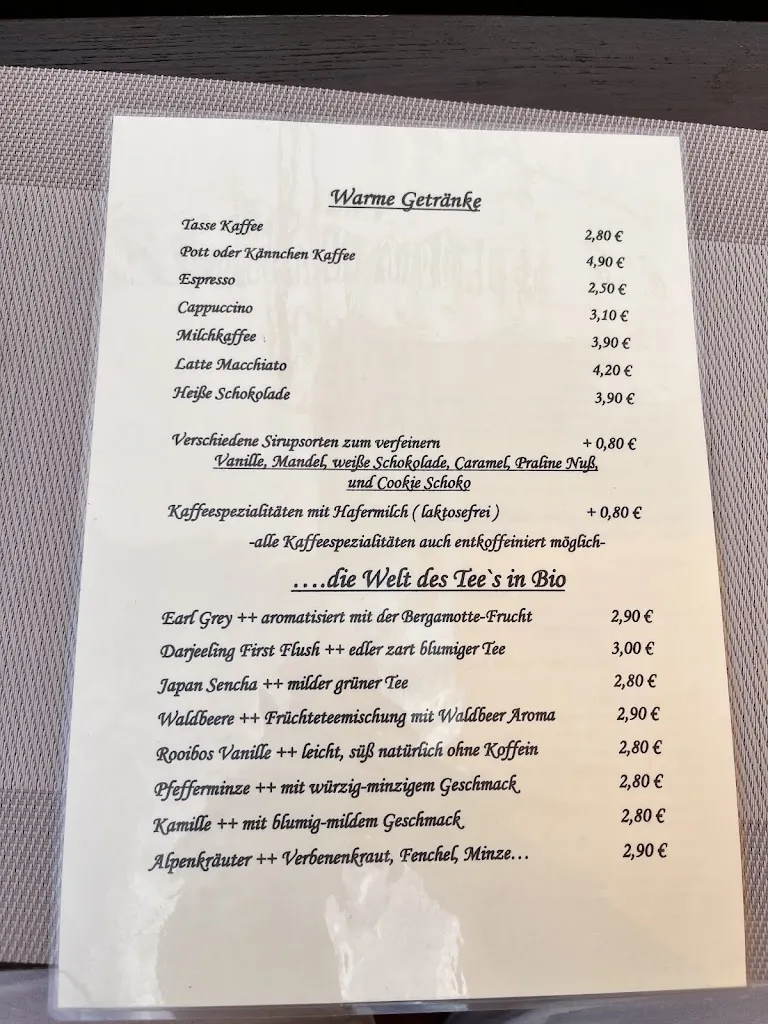 Warme Getränke
Tasse Kaffee 2,80 €
Pott oder Kännchen Kaffee 4,90 €
Espresso 2,50 €
Cappuccino 3,10 €
Milchkaffee 3,90 €
Latte Macchiato 4,20 €
Heiße Schokolade 3,90 €
Verschiedene Sirupsorten zum verfeinern + 0,80 €
Vanille, Mandel, weiße Schokolade, Caramel, Praline Nuß,
und Cookie Schoko
Kaffeespezialitäten mit Hafermilch ( laktosefrei ) + 0,80 €
-alle Kaffeespezialitäten auch entkoffeiniert möglich-
....die Welt des Tee`s in Bio
Earl Grey ++ aromatisiert mit der Bergamotte-Frucht 2,90 €
Darjeeling First Flush ++ edler zart blumiger Tee 3,00 €
Japan Sencha ++ milder grüner Tee 2,80 €
Waldbeere ++ Früchteteemischung mit Waldbeer Aroma 2,90 €
Rooibos Vanille ++ leicht, süß natürlich ohne Koffein 2,80 €
Pfefferminze ++ mit würzig-minzigem Geschmack 2,80 €
Kamille ++ mit blumig-mildem Geschmack 2,80 €
Alpenkräuter ++ Verbenenkraut, Fenchel, Minze... 2,90 €